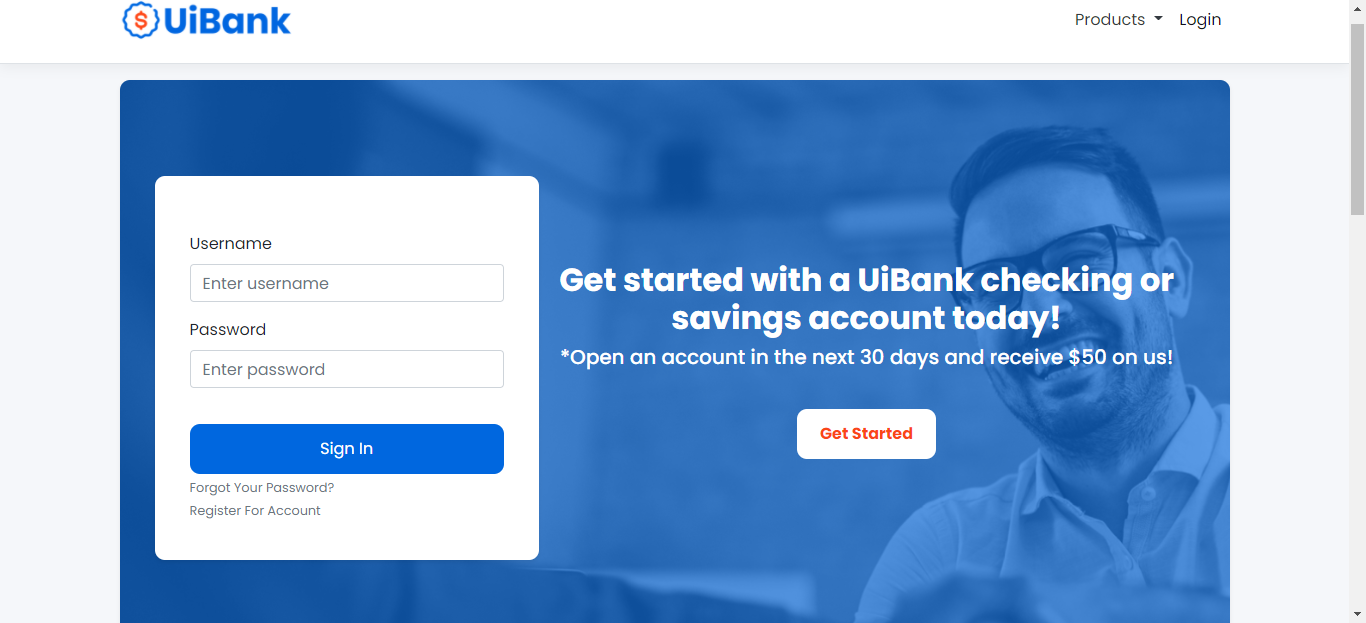 UiBank
Products
Login
Username
Enter username
Password
Enter password
Sign In
Forgot Your Password?
Register For Account
Get started with a UiBank checking or
savings account today!
*Open an account in the next 30 days and receive $50 on us!
Get Started